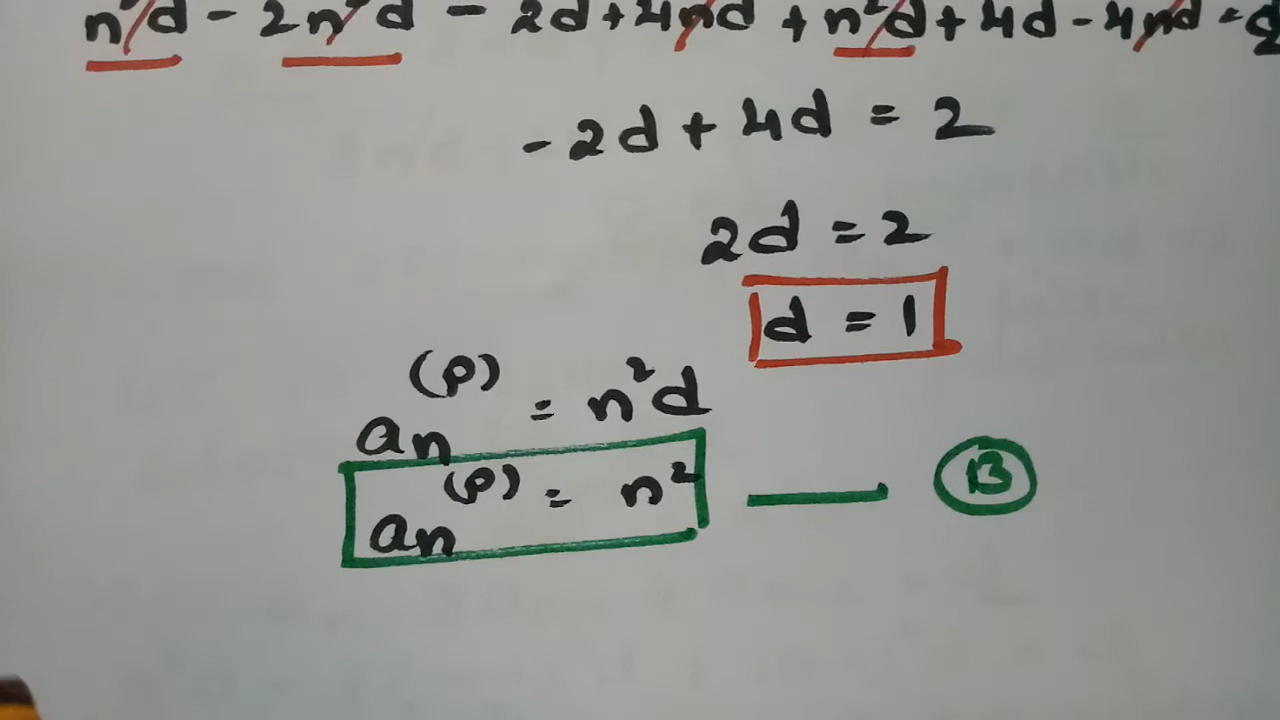 n²d - 2n²d - 2d + 4nd + n²d + 4d - 4nd = 2
-2d + 4d = 2
2d = 2
d = 1
an^(p) = n²d
an^(p) = n² — B